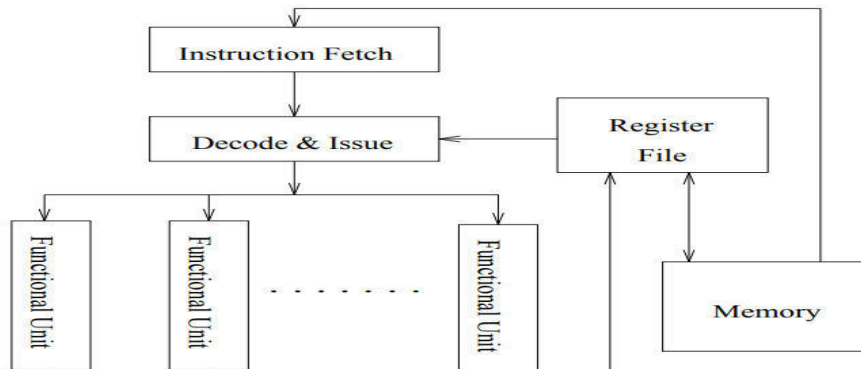 Instruction Fetch
Decode & Issue
Register
File
Functional Unit
Functional Unit
Functional Unit
Memory